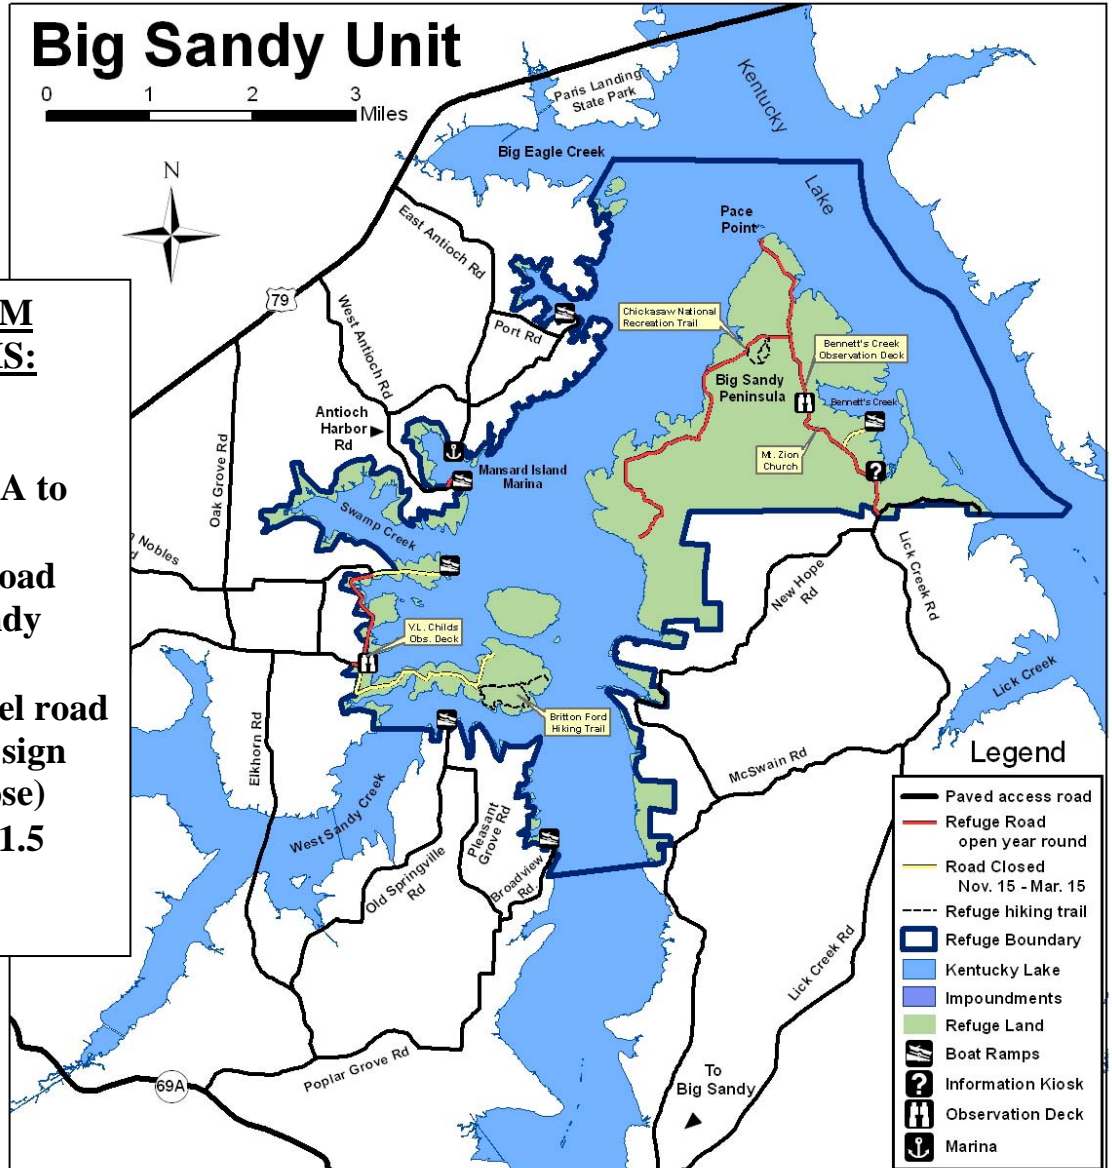 Big Sandy Unit
0 1 2 3
Miles
N
Paris Landing
State Park
Kentucky
Lake
Big Eagle Creek
Pace
Point
East Antioch Rd
79
West Antioch Rd
Port Rd
Chickasaw National
Recreation Trail
Bennett's Creek
Observation Deck
Big Sandy
Peninsula
Bennett's Creek
Mt. Zion
Church
?
Antioch
Harbor
Rd
Mansard Island
Marina
Oak Grove Rd
Swamp Creek
Nobles
New Hope
Rd
Lick Creek Rd
V.L. Childs
Obs. Deck
Lick Creek
Britton Ford
Hiking Trail
Elkhorn Rd
McSwain Rd
West Sandy Creek
Pleasant
Grove Rd
Old Springville
Rd
Broadview
Rd.
Lick Creek Rd
Poplar Grove Rd
69A
To
Big Sandy
M
S:
A to
oad
dy
el road
sign
ose)
1.5
Legend
Paved access road
Refuge Road
open year round
Road Closed
Nov. 15 - Mar. 15
Refuge hiking trail
Refuge Boundary
Kentucky Lake
Impoundments
Refuge Land
Boat Ramps
? Information Kiosk
Observation Deck
Marina